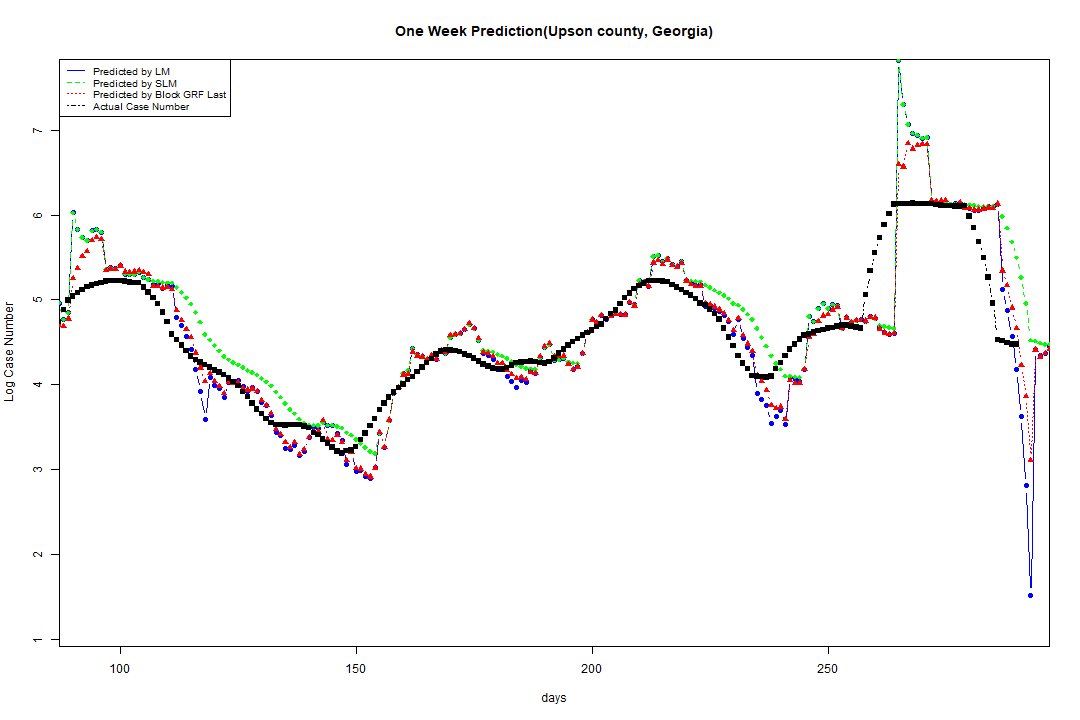 One Week Prediction(Upson county, Georgia)
Predicted by LM
Predicted by SLM
Predicted by Block GRF Last
Actual Case Number
7
6
5
4
3
2
1
Log Case Number
100 150 200 250
days